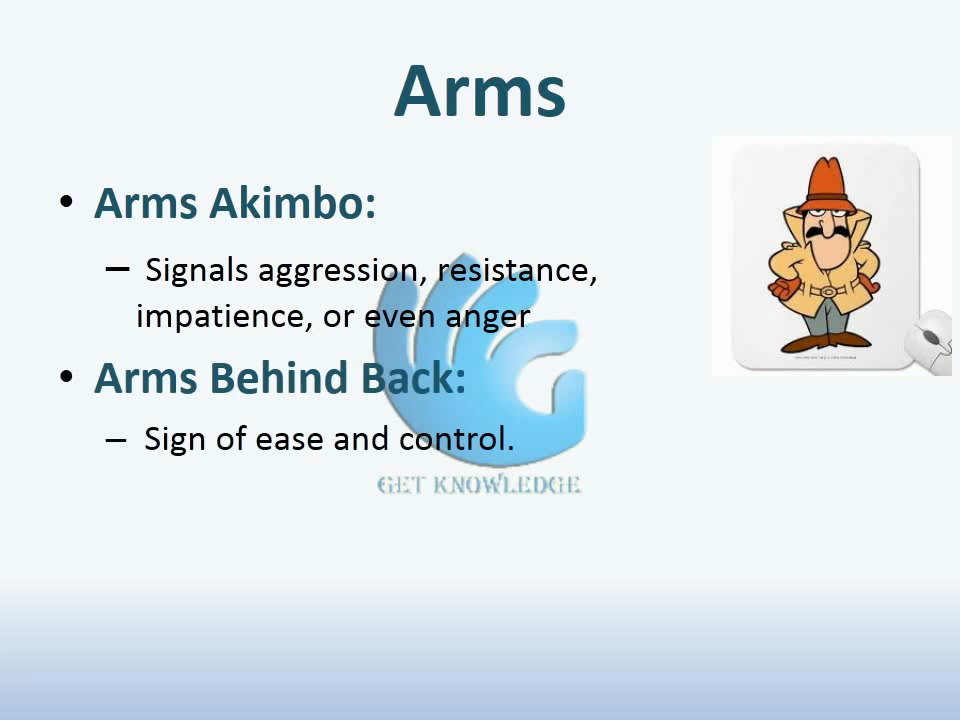 Arms
• Arms Akimbo:
– Signals aggression, resistance,
impatience, or even anger
• Arms Behind Back:
– Sign of ease and control.
GET KNOWLEDGE